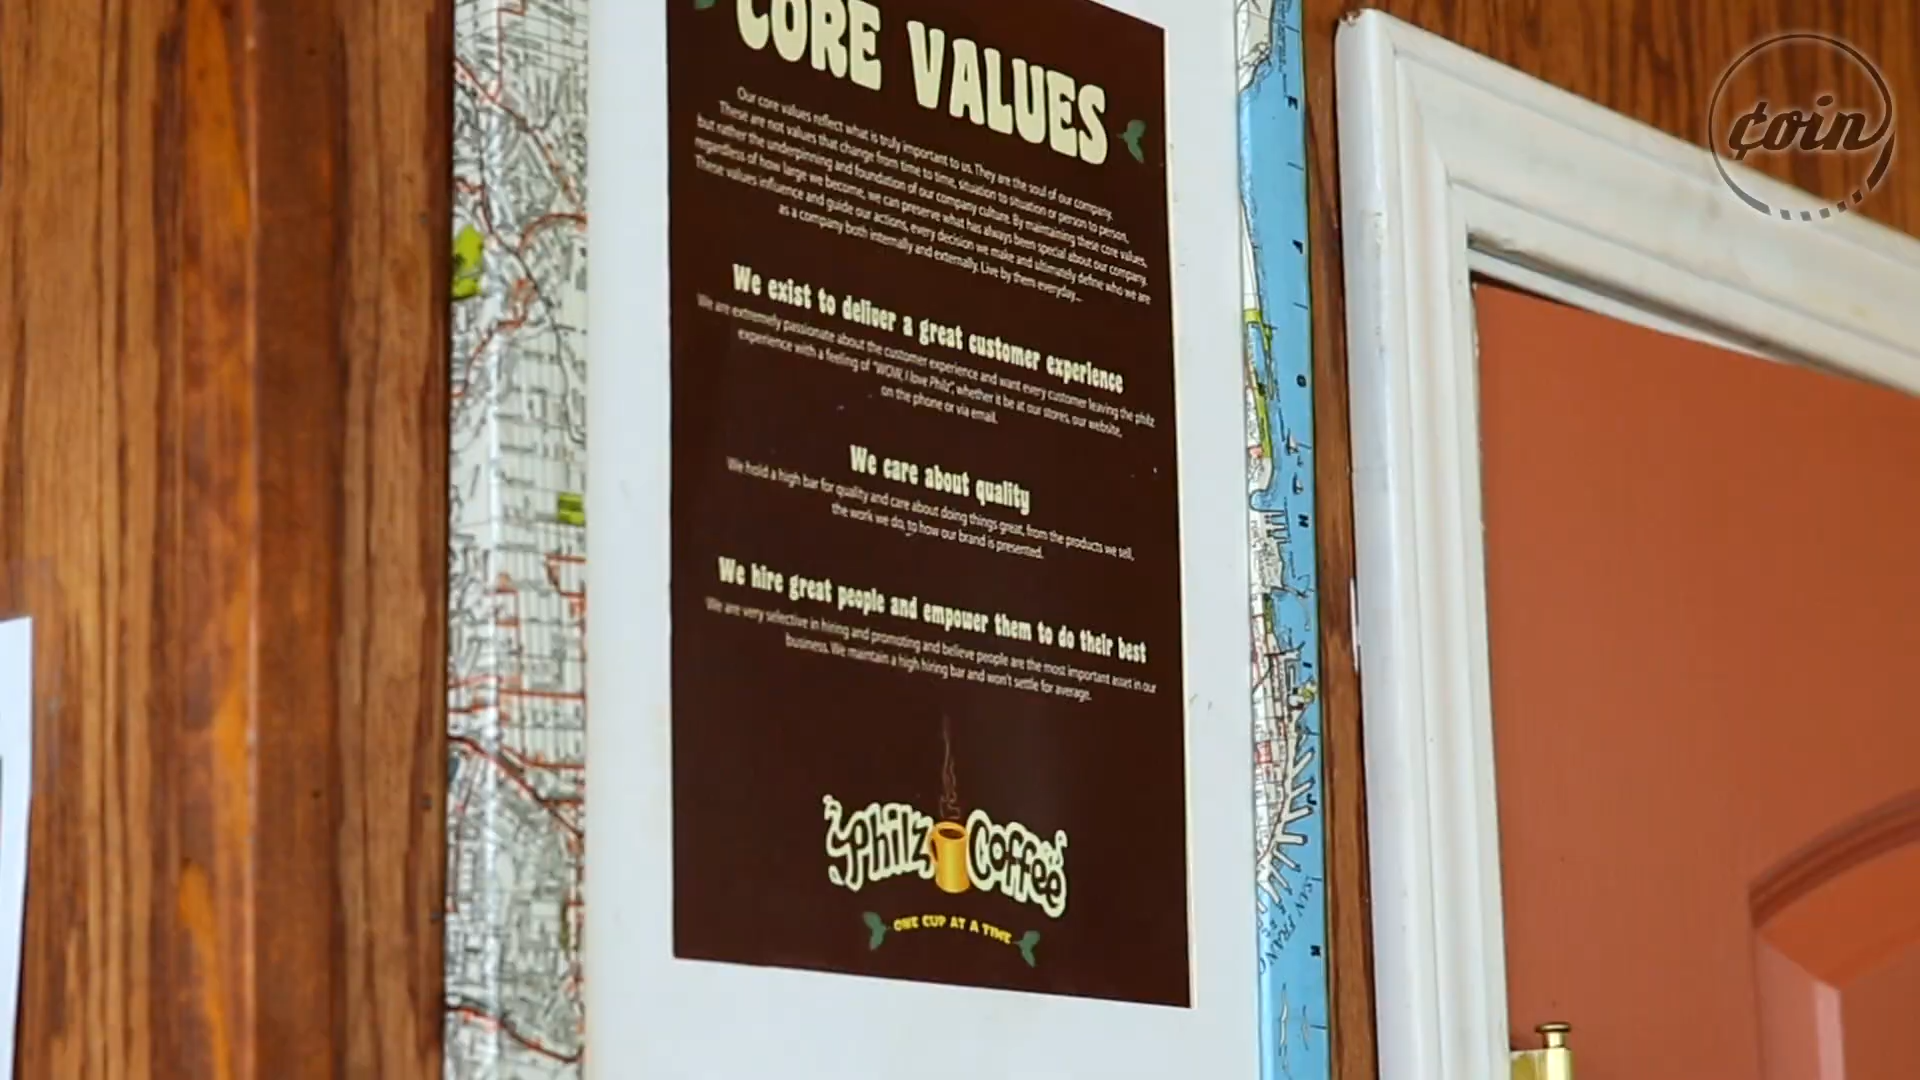 CORE VALUES
Our core values reflect what is truly important to us. They are the soul of our company.
These are not values that change from time to time, situation to situation or person to person,
but rather the underpinning and foundation of our company culture. By maintaining these core values,
regardless of how large we become, we can preserve what has always been special about our company.
These values influence and guide our actions, every decision we make and ultimately define who we are
as a company both internally and externally. Live by them everyday...
We exist to deliver a great customer experience
We are extremely passionate about the customer experience and want every customer leaving the philz
experience with a feeling of "WOW, I love Philz", whether it be at our stores, our website,
on the phone or via email.
We care about quality
We hold a high bar for quality and care about doing things great, from the products we sell,
the work we do, to how our brand is presented.
We hire great people and empower them to do their best
We are very selective in hiring and promoting and believe people are the most important asset in our
business. We maintain a high hiring bar and won't settle for average.
Philz Coffee
ONE CUP AT A TIME
¢oin